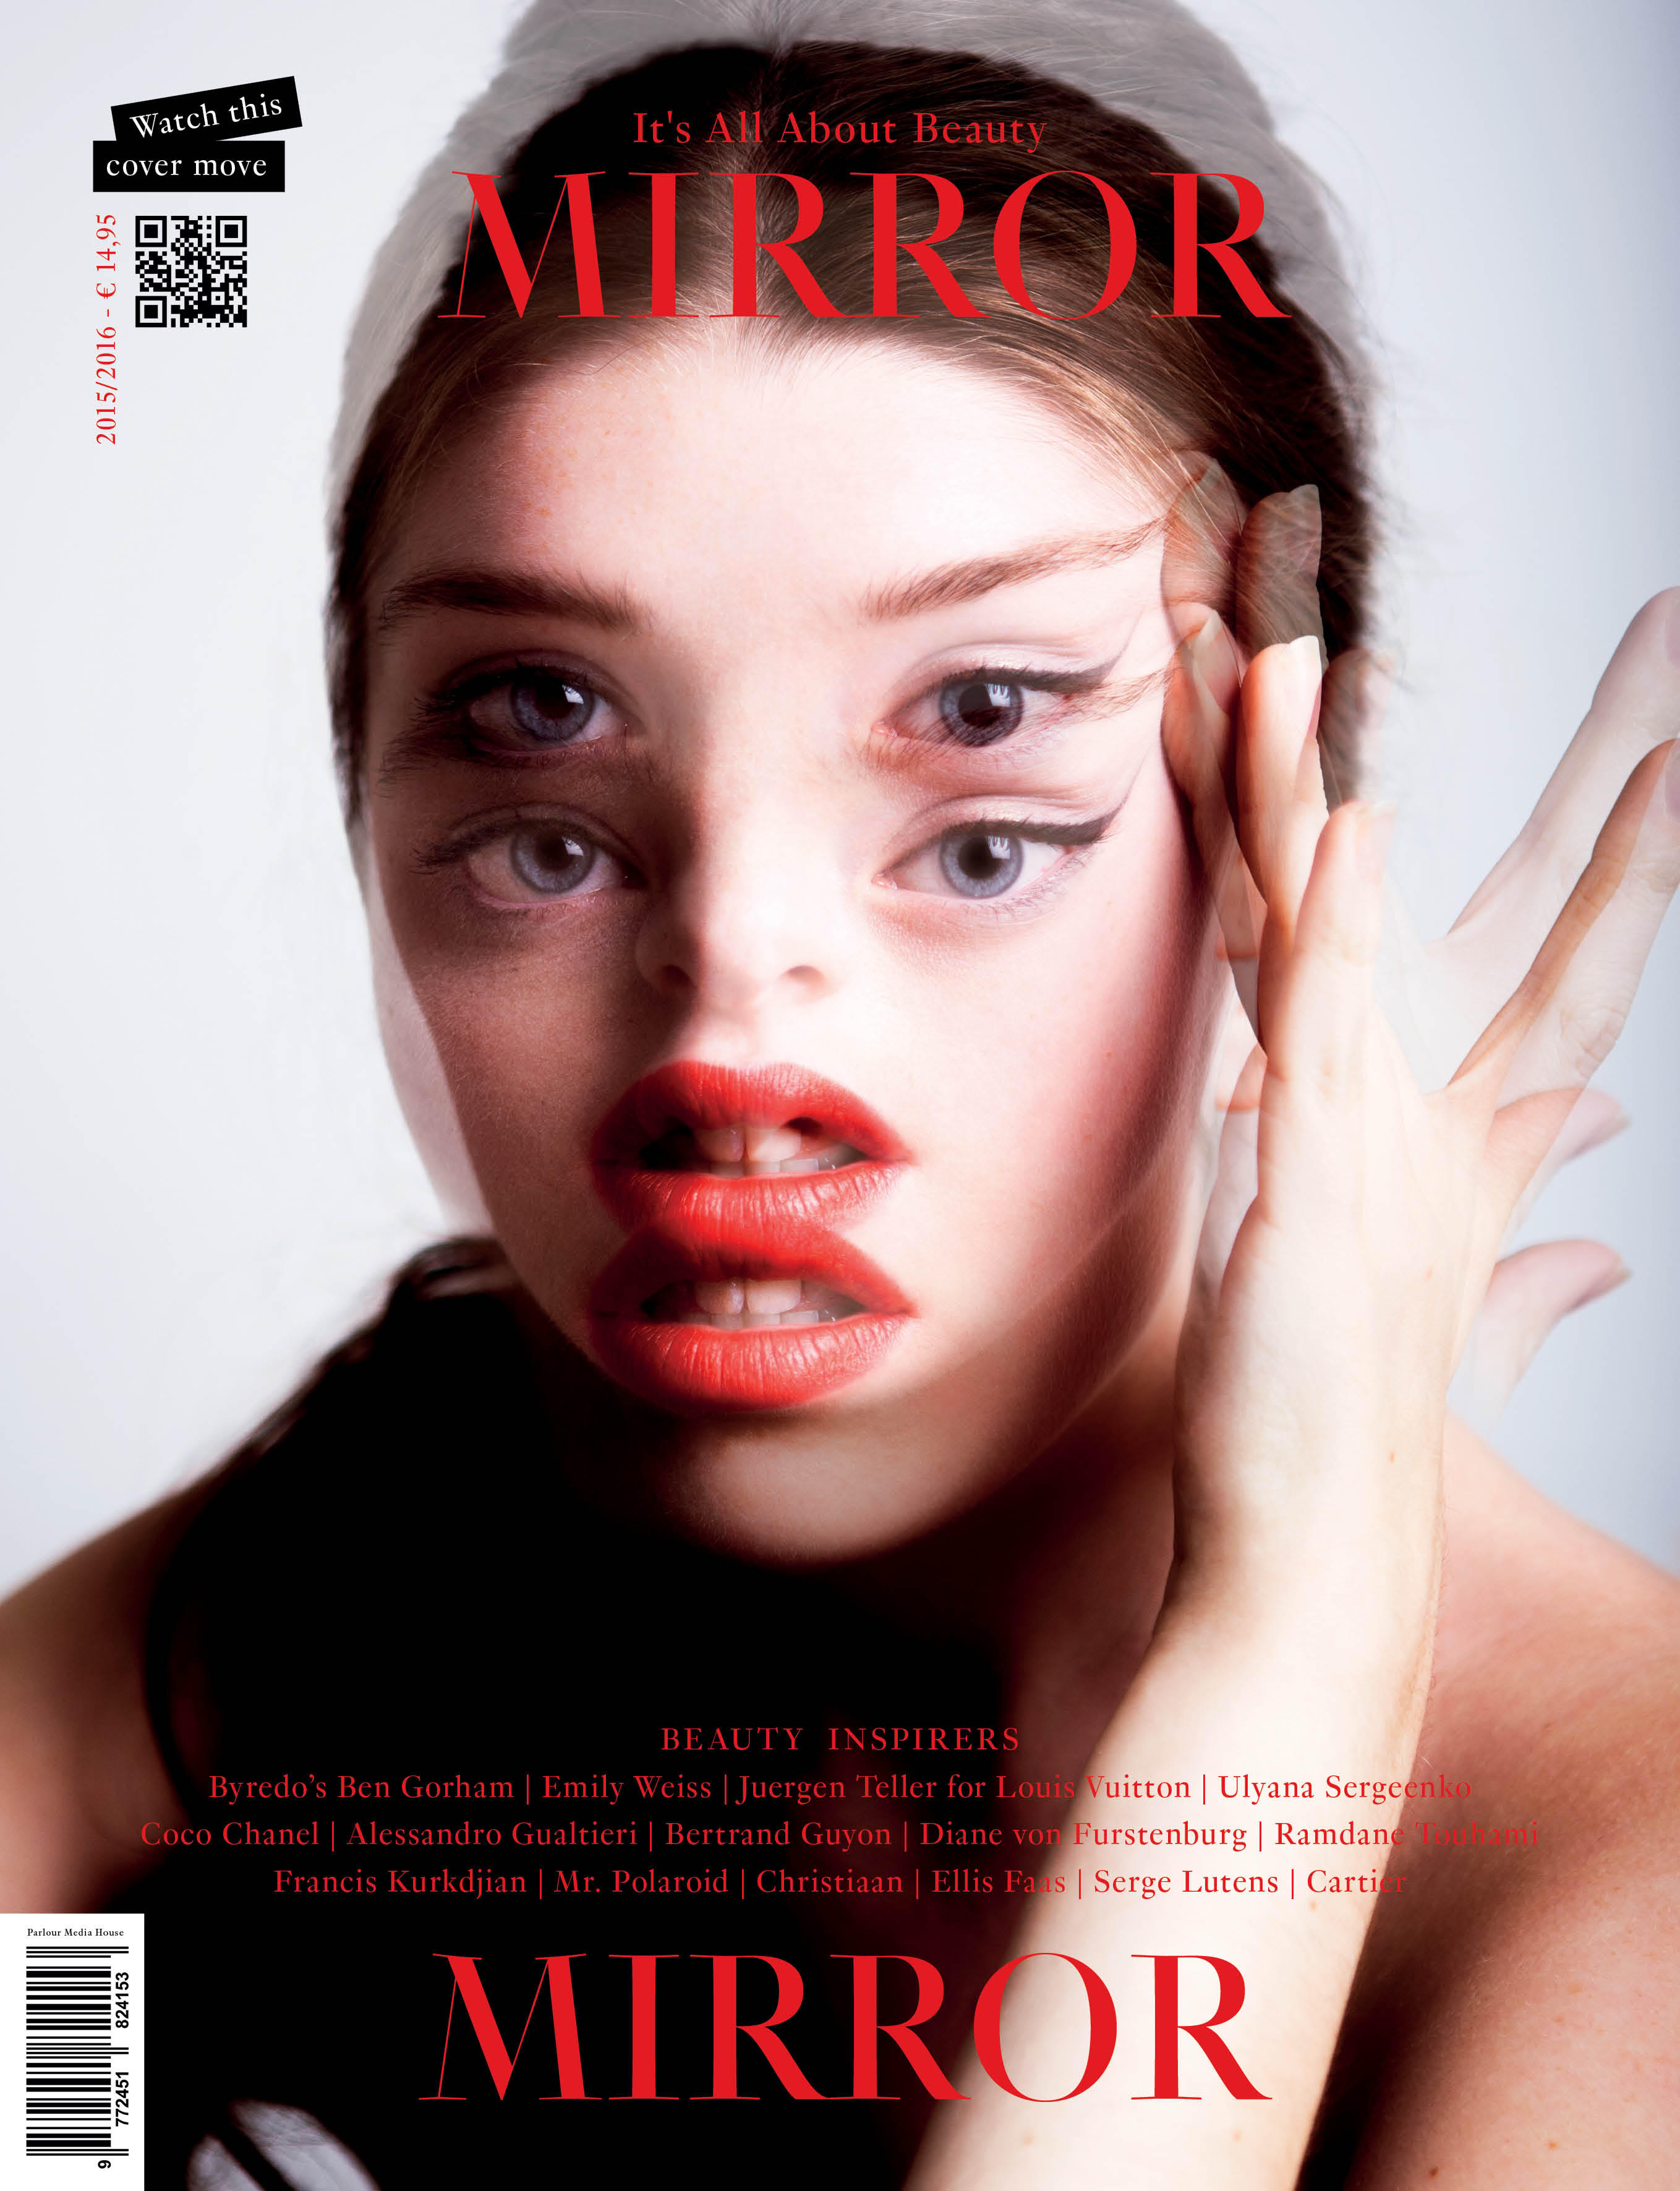 Watch this
cover move
2015/2016 - € 14,95
It's All About Beauty
MIRROR
BEAUTY INSPIRERS
Byredo’s Ben Gorham | Emily Weiss | Juergen Teller for Louis Vuitton | Ulyana Sergeenko
Coco Chanel | Alessandro Gualtieri | Bertrand Guyon | Diane von Furstenburg | Ramdane Touhami
Francis Kurkdjian | Mr. Polaroid | Christiaan | Ellis Faas | Serge Lutens | Cartier
MIRROR
Parlour Media House
9 772451 824153